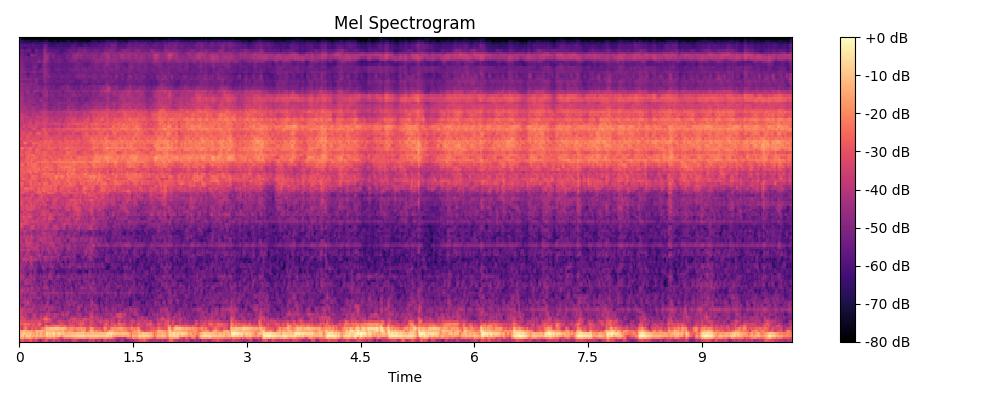 Mel Spectrogram
+0 dB
-10 dB
-20 dB
-30 dB
-40 dB
-50 dB
-60 dB
-70 dB
-80 dB
0 1.5 3 4.5 6 7.5 9
Time